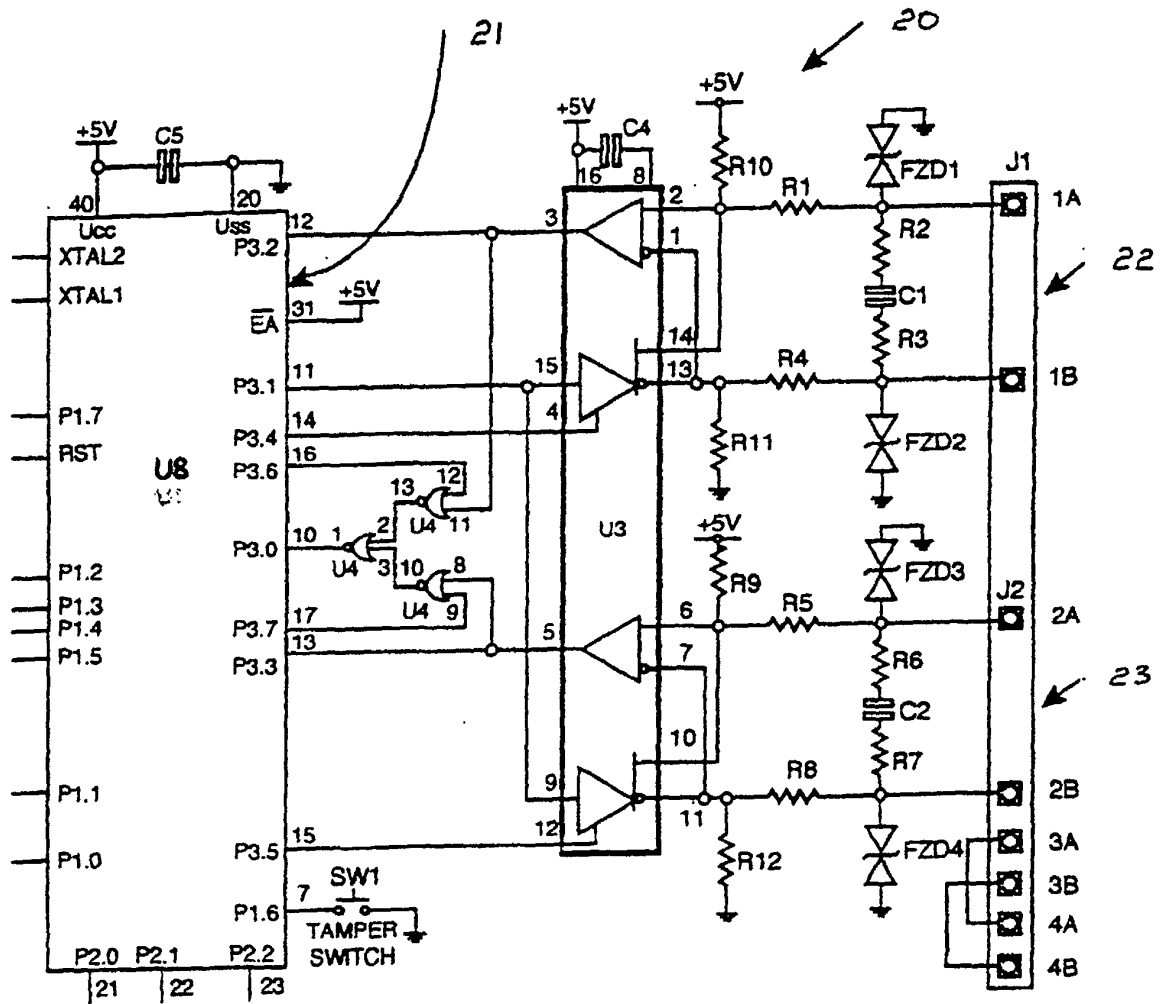 21
20
+5V
C5
+5V
C4
+5V
40
20
Ucc
Uss
16
8
R10
FZD1
J1
12
P3.2
3
2
1
R1
R2
1A
XTAL2
XTAL1
+5V
31
EA
C1
R3
22
14
11
P3.1
15
13
R4
1B
P1.7
14
P3.4
4
RST
16
P3.6
R11
FZD2
U8
12
13
U4
11
U3
+5V
10
P3.0
1
2
U4
3
10
8
U4
9
R9
FZD3
J2
P1.2
P1.3
P1.4
P1.5
17
P3.7
13
P3.3
5
6
7
R5
2A
R6
C2
R7
23
10
P1.1
9
11
R8
2B
15
P3.5
12
R12
FZD4
3A
P1.0
3B
7
P1.6
SW1
TAMPER
SWITCH
4A
4B
P2.0
P2.1
P2.2
21
22
23